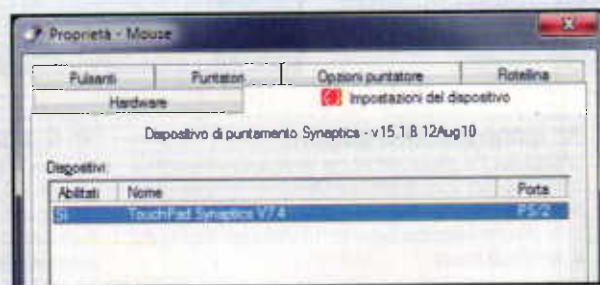 Proprietà - Mouse
Pulsanti Puntatori Opzioni puntatore Rotellina
Hardware Impostazioni del dispositivo
Dispositivo di puntamento Synaptics - v15.1.8 12Aug10
Dispositivi:
Abilitati Nome Porta
Sì TouchPad Synaptics V7.4 PS/2